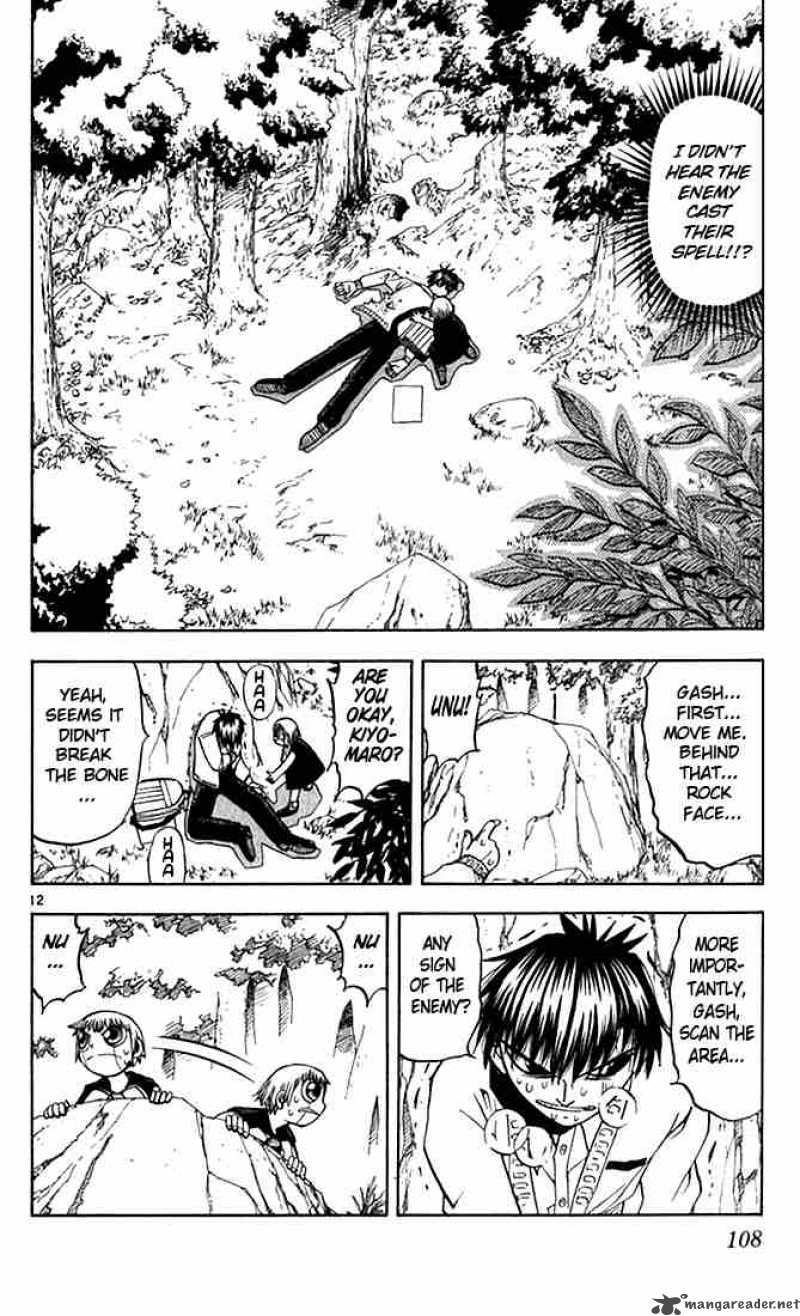 I DIDN'T
HEAR THE
ENEMY
CAST
THEIR
SPELL!!?
GASH...
FIRST...
MOVE ME.
BEHIND
THAT...
ROCK
FACE...
UNU!
ARE
YOU
OKAY,
KIYO-
MARO?
HAA
YEAH,
SEEMS IT
DIDN'T
BREAK
THE BONE
...
HAA
12
MORE
IMPOR-
TANTLY,
GASH,
SCAN THE
AREA...
ANY
SIGN
OF THE
ENEMY?
NU
...
NU
...
108
mangareader.net